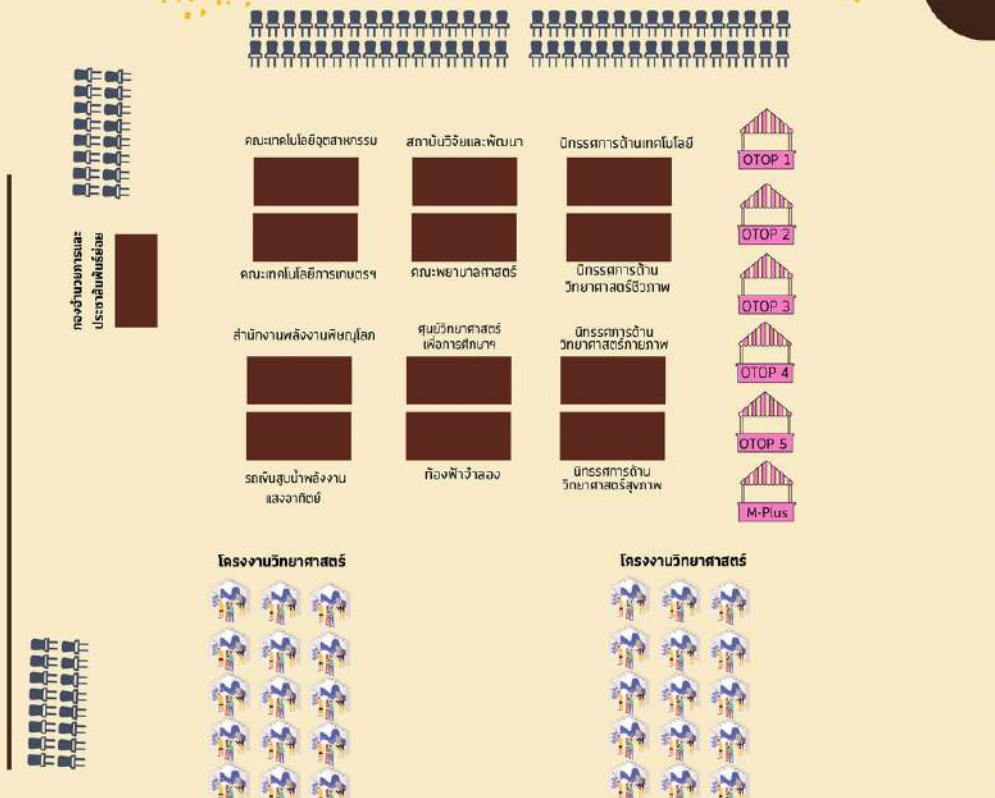 คณะเทคโนโลยีอุตสาหกรรม
สถาบันวิจัยและพัฒนา
นิทรรศการด้านเทคโนโลยี
OTOP 1
OTOP 2
กองอำนวยการและ
ประชาสัมพันธ์ย่อย
คณะเทคโนโลยีการเกษตรฯ
คณะพยาบาลศาสตร์
นิทรรศการด้าน
วิทยาศาสตร์ชีวภาพ
OTOP 3
สำนักงานพลังงานพิษณุโลก
ศูนย์วิทยาศาสตร์
เพื่อการศึกษาฯ
นิทรรศการด้าน
วิทยาศาสตร์กายภาพ
OTOP 4
OTOP 5
รถเข็นสูบน้ำพลังงาน
แสงอาทิตย์
ท้องฟ้าจำลอง
นิทรรศการด้าน
วิทยาศาสตร์สุขภาพ
M-Plus
โครงงานวิทยาศาสตร์
โครงงานวิทยาศาสตร์